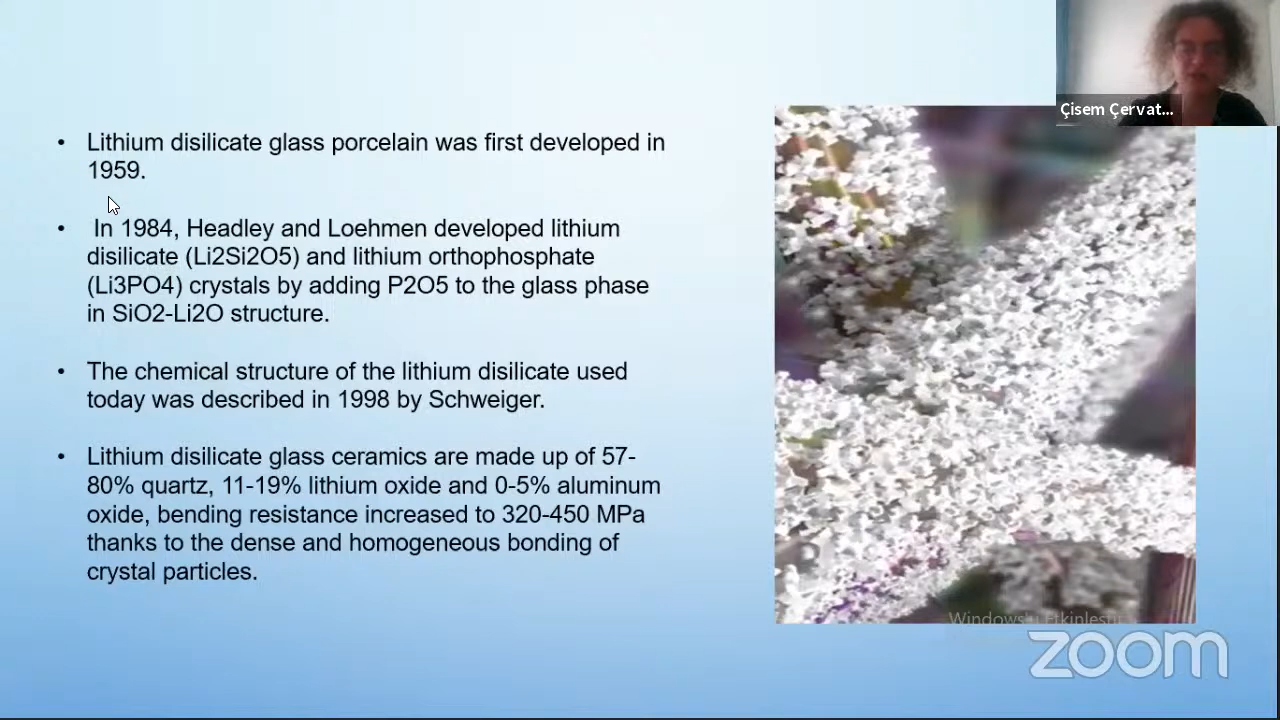 Çisem Çervat...
• Lithium disilicate glass porcelain was first developed in
1959.
• In 1984, Headley and Loehmen developed lithium
disilicate (Li2Si2O5) and lithium orthophosphate
(Li3PO4) crystals by adding P2O5 to the glass phase
in SiO2-Li2O structure.
• The chemical structure of the lithium disilicate used
today was described in 1998 by Schweiger.
• Lithium disilicate glass ceramics are made up of 57-
80% quartz, 11-19% lithium oxide and 0-5% aluminum
oxide, bending resistance increased to 320-450 MPa
thanks to the dense and homogeneous bonding of
crystal particles.
zoom